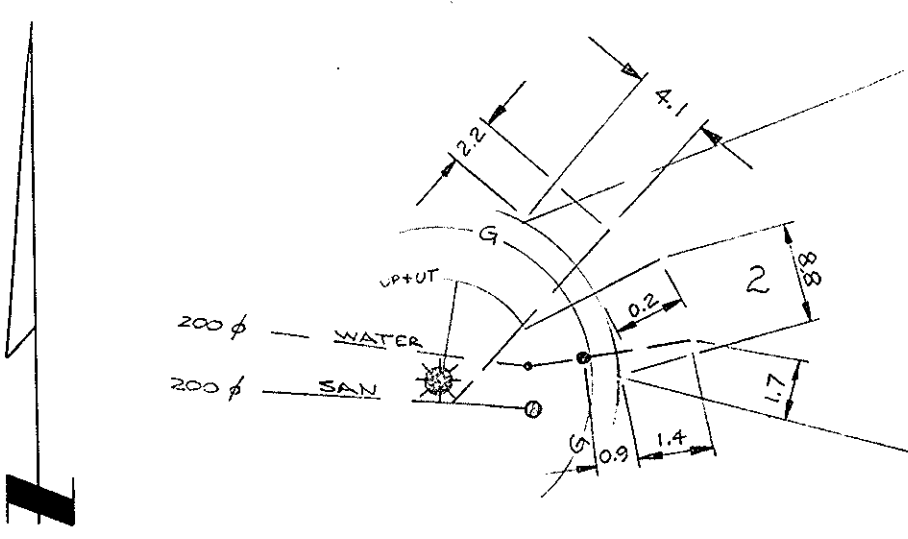 4.1
2.2
G
UP+UT
2
8.8
0.2
200 ϕ — WATER
200 ϕ — SAN
1.7
G
0.9
1.4
N